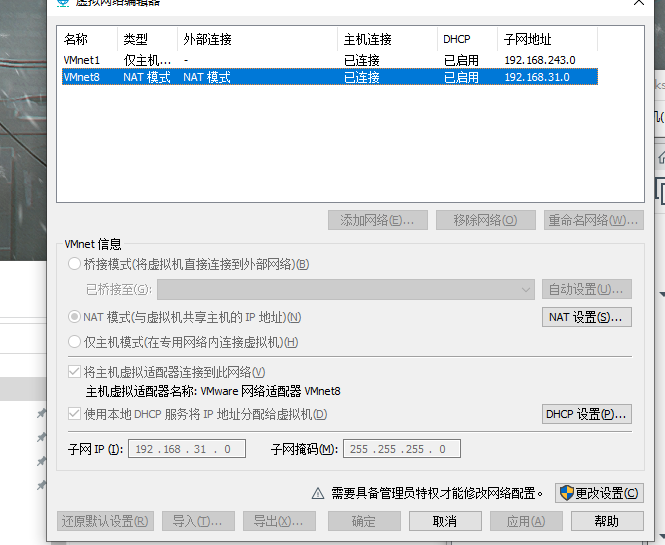 虚拟网络编辑器
名称 类型 外部连接 主机连接 DHCP 子网地址
VMnet1 仅主机... - 已连接 已启用 192.168.243.0
VMnet8 NAT 模式 NAT 模式 已连接 已启用 192.168.31.0
添加网络(E)... 移除网络(O) 重命名网络(W)...
VMnet 信息
桥接模式(将虚拟机直接连接到外部网络)(B)
已桥接至(G): 自动设置(U)...
NAT 模式(与虚拟机共享主机的 IP 地址)(N) NAT 设置(S)...
仅主机模式(在专用网络内连接虚拟机)(H)
将主机虚拟适配器连接到此网络(V)
主机虚拟适配器名称: VMware 网络适配器 VMnet8
使用本地 DHCP 服务将 IP 地址分配给虚拟机(D) DHCP 设置(P)...
子网 IP (I): 192 . 168 . 31 . 0 子网掩码(M): 255 . 255 . 255 . 0
需要具备管理员特权才能修改网络配置。 更改设置(C)
还原默认设置(R) 导入(T)... 导出(X)... 确定 取消 应用(A) 帮助